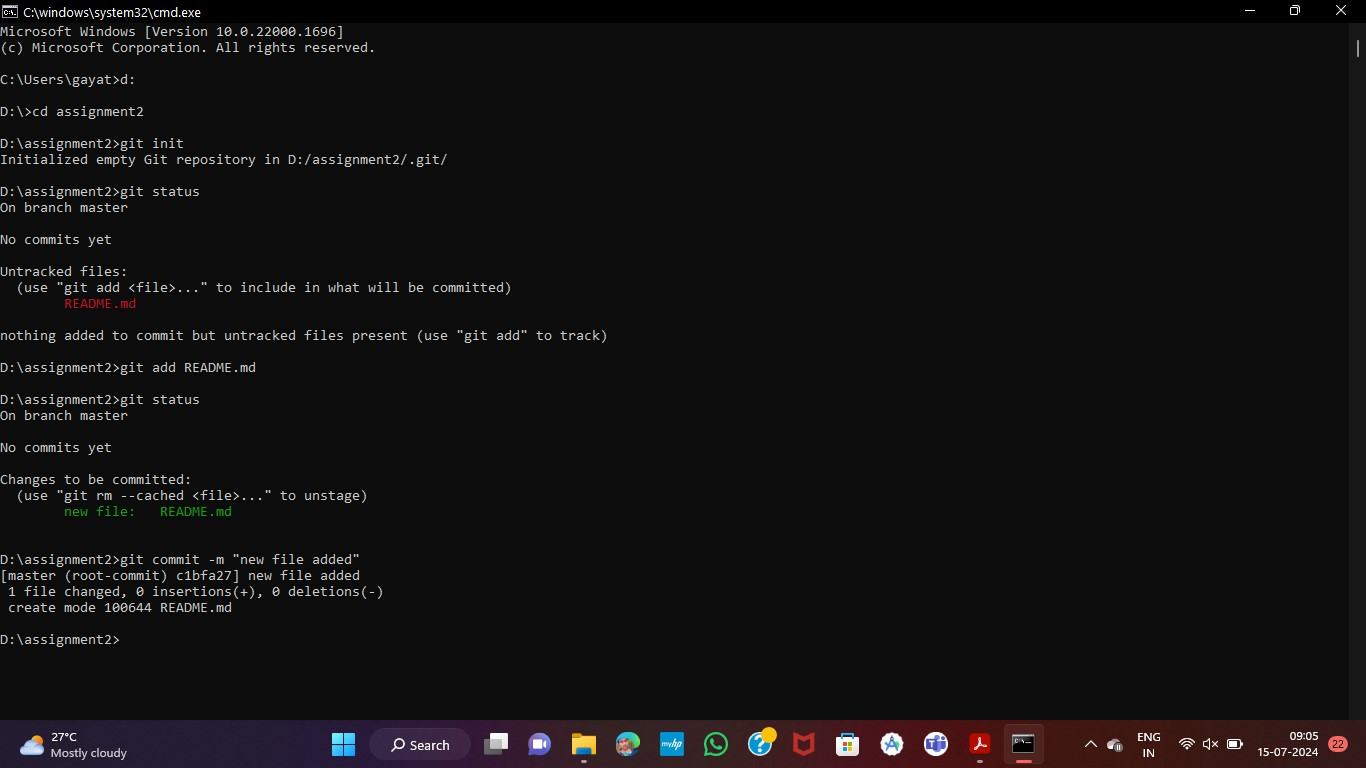 C:\windows\system32\cmd.exe
Microsoft Windows [Version 10.0.22000.1696]
(c) Microsoft Corporation. All rights reserved.
C:\Users\gayat>d:
D:\>cd assignment2
D:\assignment2>git init
Initialized empty Git repository in D:/assignment2/.git/
D:\assignment2>git status
On branch master
No commits yet
Untracked files:
  (use "git add <file>..." to include in what will be committed)
        README.md
nothing added to commit but untracked files present (use "git add" to track)
D:\assignment2>git add README.md
D:\assignment2>git status
On branch master
No commits yet
Changes to be committed:
  (use "git rm --cached <file>..." to unstage)
        new file:   README.md
D:\assignment2>git commit -m "new file added"
[master (root-commit) c1bfa27] new file added
 1 file changed, 0 insertions(+), 0 deletions(-)
 create mode 100644 README.md
D:\assignment2>
27°C
Mostly cloudy
Search
myhp
ENG
IN
09:05
15-07-2024
22